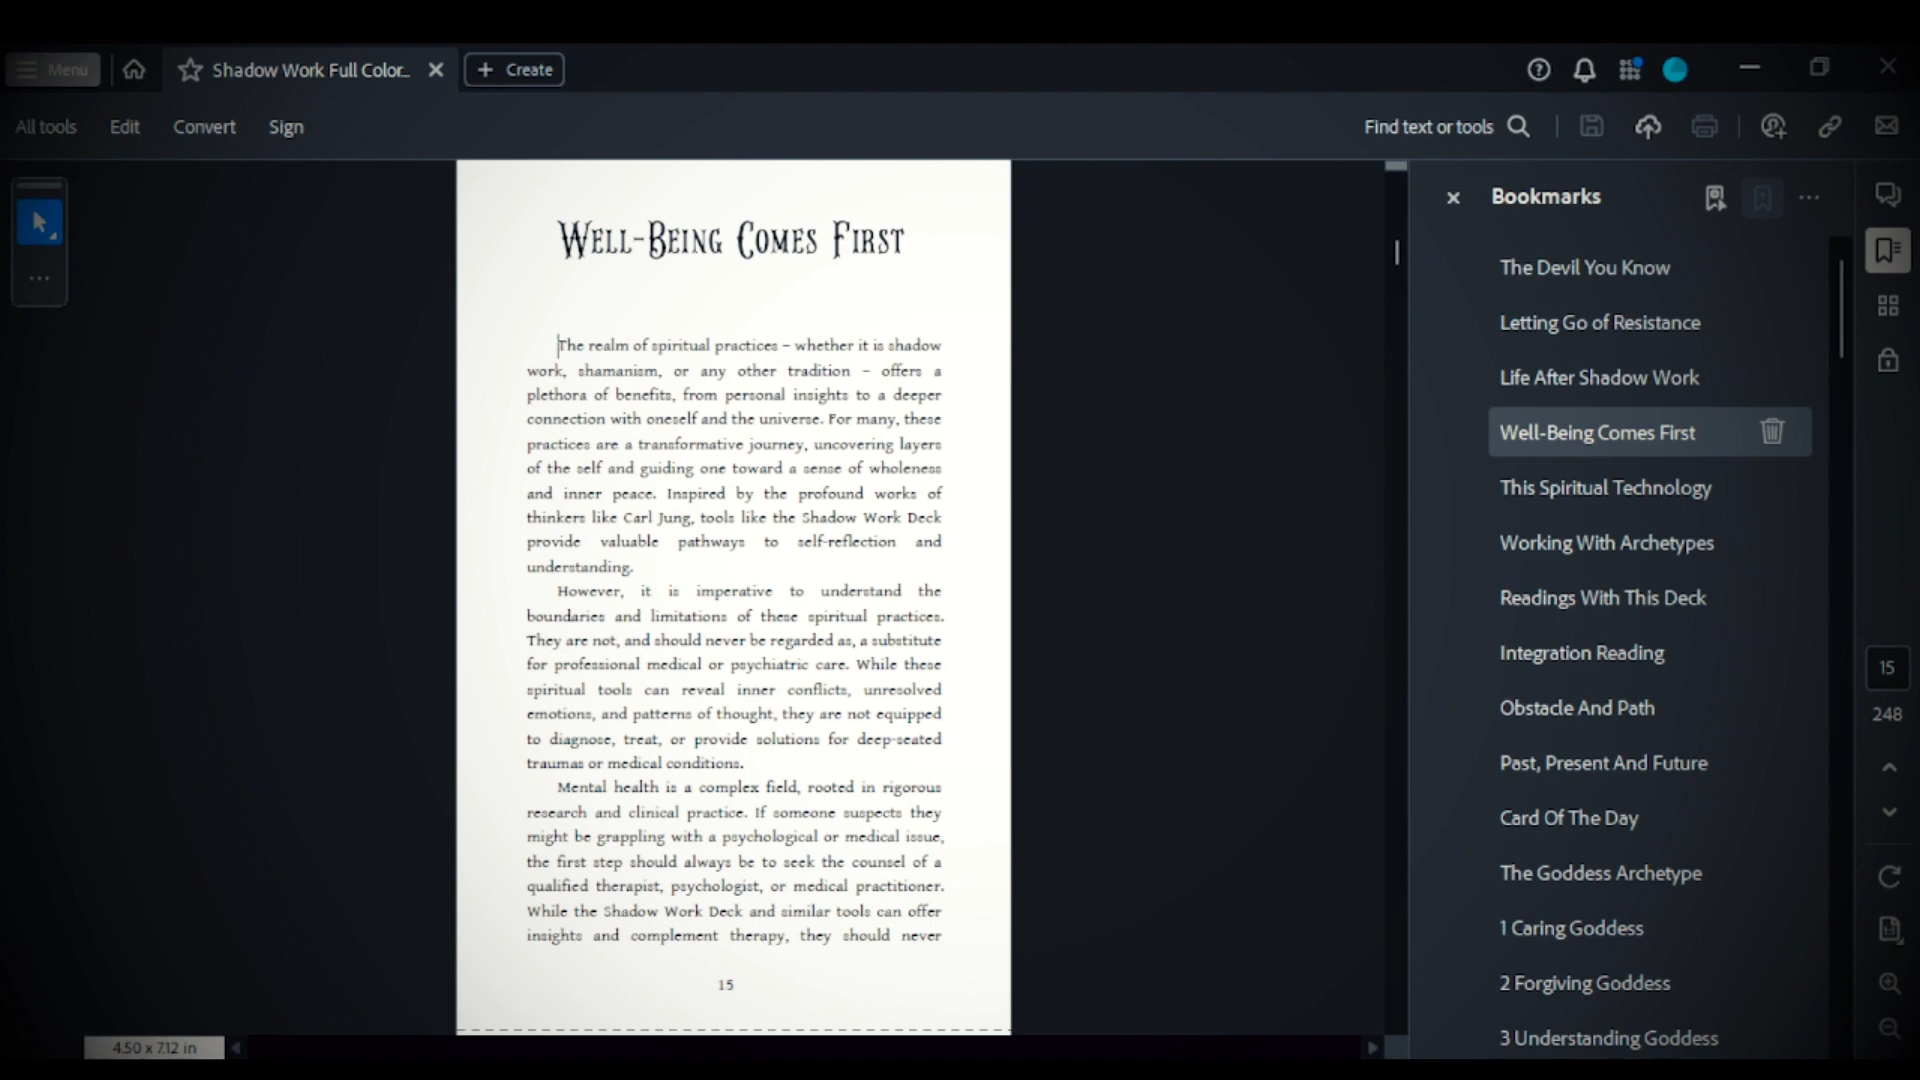 Menu
Shadow Work Full Color...
Create
All tools
Edit
Convert
Sign
Find text or tools
Well-Being Comes First
The realm of spiritual practices – whether it is shadow
work, shamanism, or any other tradition – offers a
plethora of benefits, from personal insights to a deeper
connection with oneself and the universe. For many, these
practices are a transformative journey, uncovering layers
of the self and guiding one toward a sense of wholeness
and inner peace. Inspired by the profound works of
thinkers like Carl Jung, tools like the Shadow Work Deck
provide valuable pathways to self-reflection and
understanding.
However, it is imperative to understand the
boundaries and limitations of these spiritual practices.
They are not, and should never be regarded as, a substitute
for professional medical or psychiatric care. While these
spiritual tools can reveal inner conflicts, unresolved
emotions, and patterns of thought, they are not equipped
to diagnose, treat, or provide solutions for deep-seated
traumas or medical conditions.
Mental health is a complex field, rooted in rigorous
research and clinical practice. If someone suspects they
might be grappling with a psychological or medical issue,
the first step should always be to seek the counsel of a
qualified therapist, psychologist, or medical practitioner.
While the Shadow Work Deck and similar tools can offer
insights and complement therapy, they should never
15
4.50 x 7.12 in
Bookmarks
The Devil You Know
Letting Go of Resistance
Life After Shadow Work
Well-Being Comes First
This Spiritual Technology
Working With Archetypes
Readings With This Deck
Integration Reading
Obstacle And Path
Past, Present And Future
Card Of The Day
The Goddess Archetype
1 Caring Goddess
2 Forgiving Goddess
3 Understanding Goddess
15
248